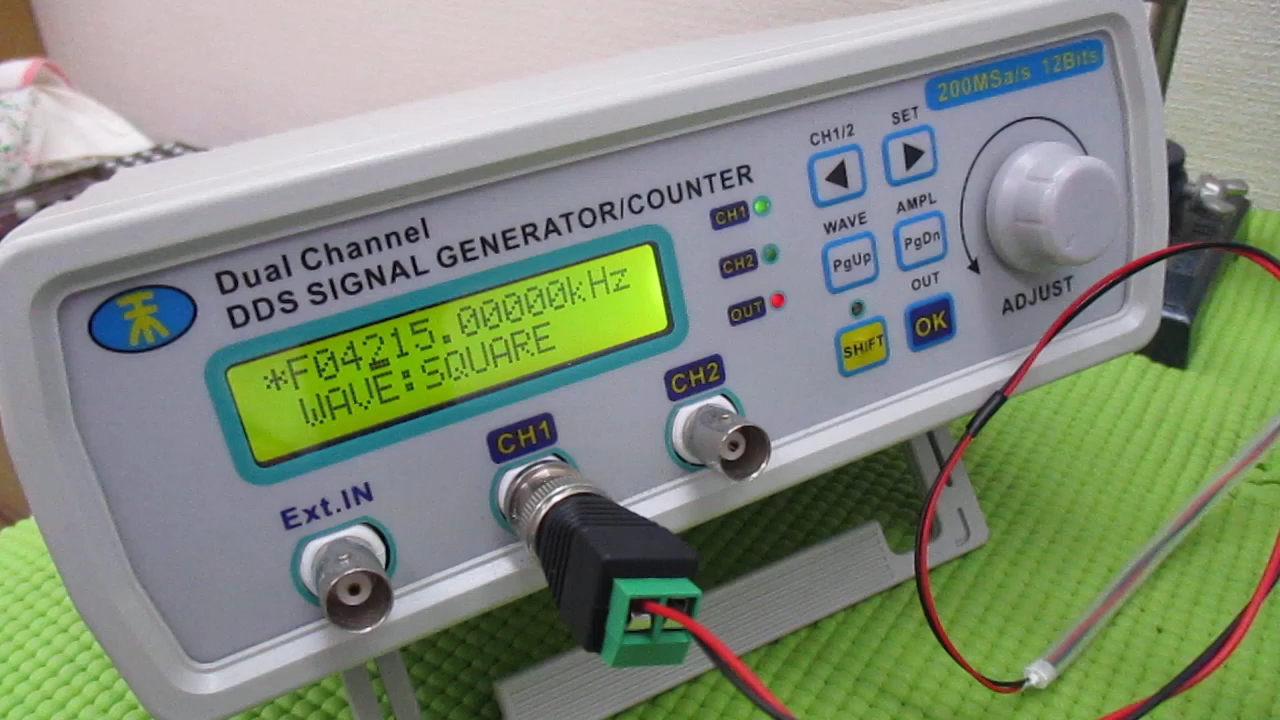 200MSa/s 12Bits
Dual Channel
DDS SIGNAL GENERATOR/COUNTER
*F04215.00000kHz
WAVE:SQUARE
CH1
CH2
OUT
CH1/2
SET
WAVE
AMPL
PgUp
PgDn
OUT
SHIFT
OK
ADJUST
Ext.IN
CH1
CH2